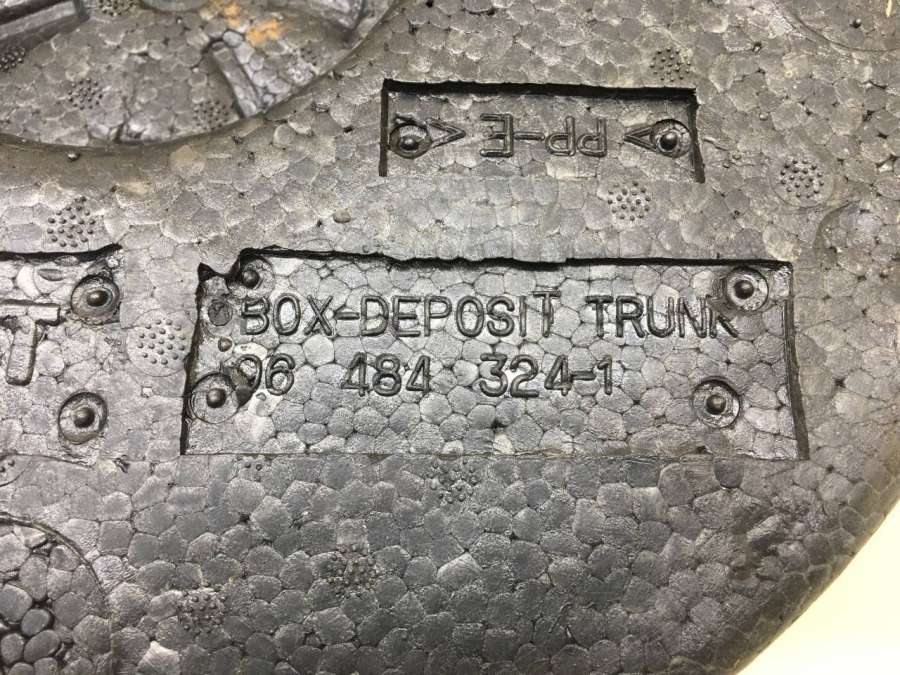 >PP-E<
BOX-DEPOSIT TRUNK
96 484 324-1
T